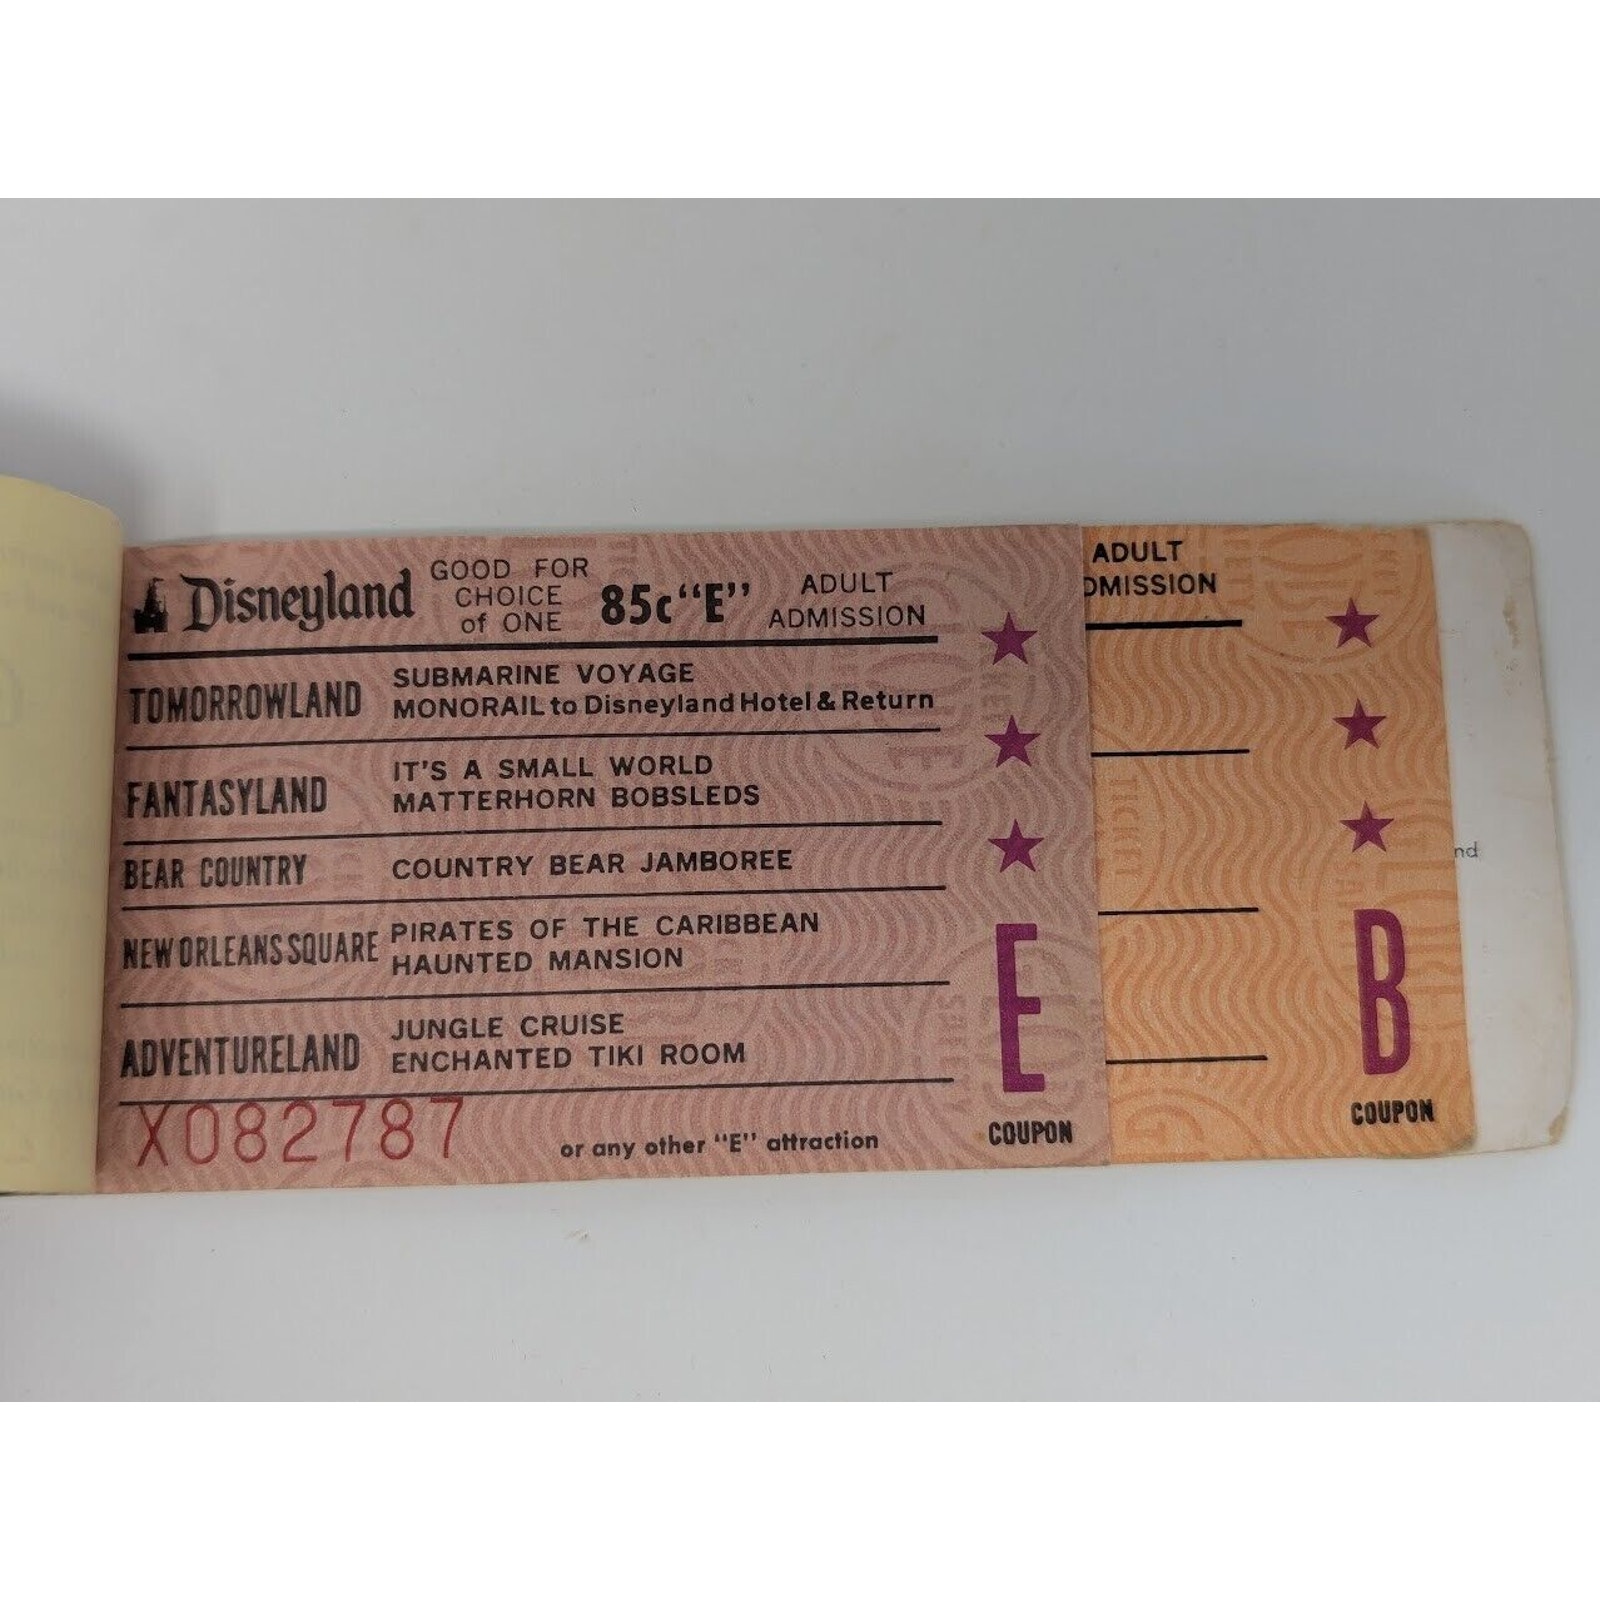 Disneyland
GOOD FOR
CHOICE
of ONE
85c "E"
ADULT
ADMISSION
TOMORROWLAND
SUBMARINE VOYAGE
MONORAIL to Disneyland Hotel & Return
FANTASYLAND
IT'S A SMALL WORLD
MATTERHORN BOBSLEDS
BEAR COUNTRY
COUNTRY BEAR JAMBOREE
NEW ORLEANS SQUARE
PIRATES OF THE CARIBBEAN
HAUNTED MANSION
ADVENTURELAND
JUNGLE CRUISE
ENCHANTED TIKI ROOM
X082787
or any other "E" attraction
E
COUPON
ADULT
DMISSION
B
COUPON
nd